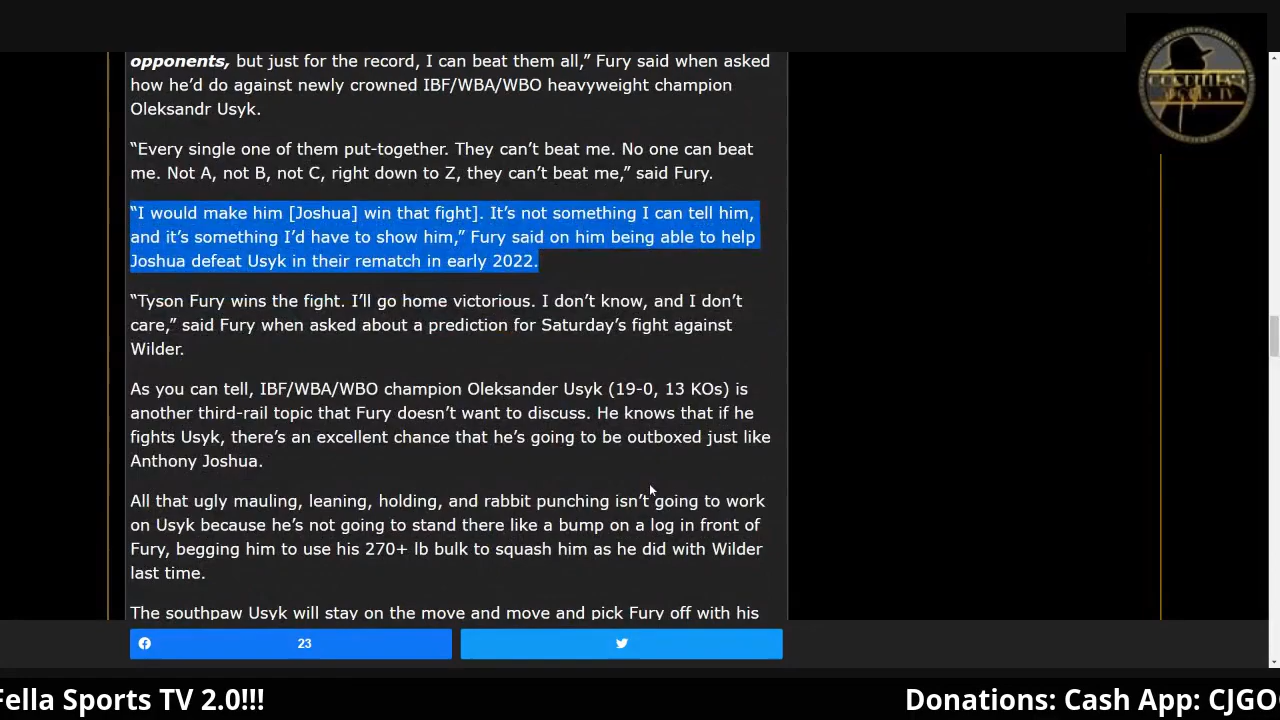 opponents, but just for the record, I can beat them all,” Fury said when asked
how he’d do against newly crowned IBF/WBA/WBO heavyweight champion
Oleksandr Usyk.
“Every single one of them put-together. They can’t beat me. No one can beat
me. Not A, not B, not C, right down to Z, they can’t beat me,” said Fury.
“I would make him [Joshua] win that fight]. It’s not something I can tell him,
and it’s something I’d have to show him,” Fury said on him being able to help
Joshua defeat Usyk in their rematch in early 2022.
“Tyson Fury wins the fight. I’ll go home victorious. I don’t know, and I don’t
care,” said Fury when asked about a prediction for Saturday’s fight against
Wilder.
As you can tell, IBF/WBA/WBO champion Oleksander Usyk (19-0, 13 KOs) is
another third-rail topic that Fury doesn’t want to discuss. He knows that if he
fights Usyk, there’s an excellent chance that he’s going to be outboxed just like
Anthony Joshua.
All that ugly mauling, leaning, holding, and rabbit punching isn’t going to work
on Usyk because he’s not going to stand there like a bump on a log in front of
Fury, begging him to use his 270+ lb bulk to squash him as he did with Wilder
last time.
The southpaw Usyk will stay on the move and move and pick Fury off with his
23
Fella Sports TV 2.0!!!
Donations: Cash App: CJGO